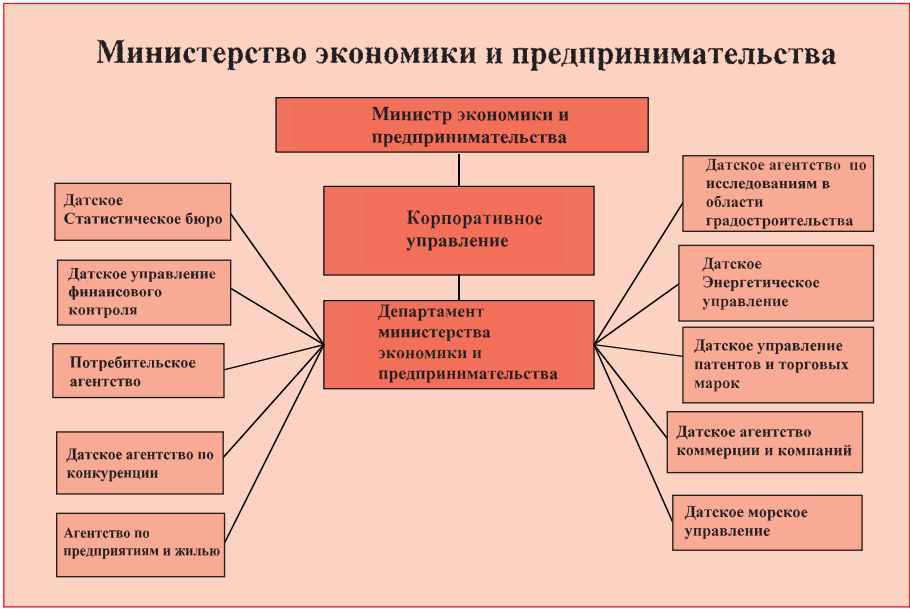 Министерство экономики и предпринимательства
Министр экономики и
предпринимательства
Корпоративное
управление
Департамент
министерства
экономики и
предпринимательства
Датское
Статистическое бюро
Датское управление
финансового
контроля
Потребительское
агентство
Датское агентство по
конкуренции
Агентство по
предприятиям и жилью
Датское агентство по
исследованиям в
области
градостроительства
Датское
Энергетическое
управление
Датское управление
патентов и торговых
марок
Датское агентство
коммерции и компаний
Датское морское
управление